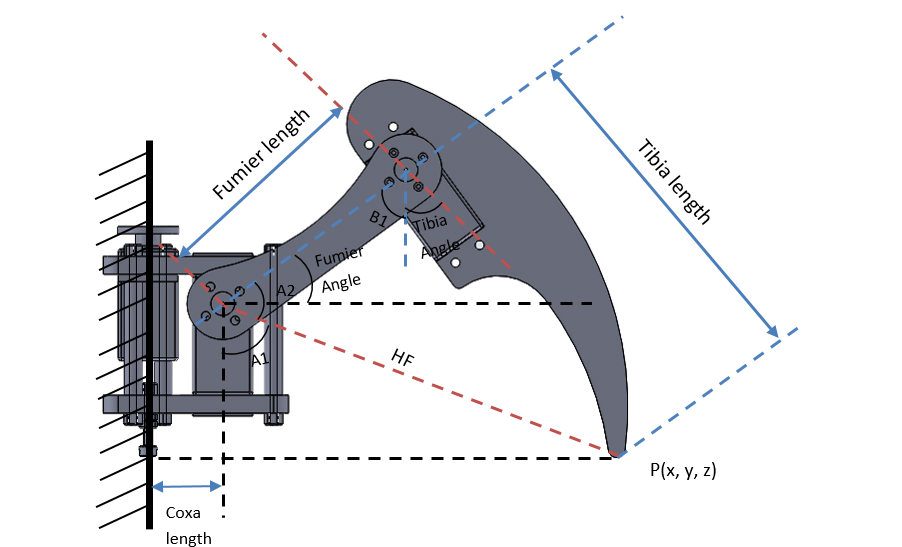 Fumier length
Tibia length
B1
Tibia
Angle
Fumier
Angle
A2
A1
HF
P(x, y, z)
Coxa
length